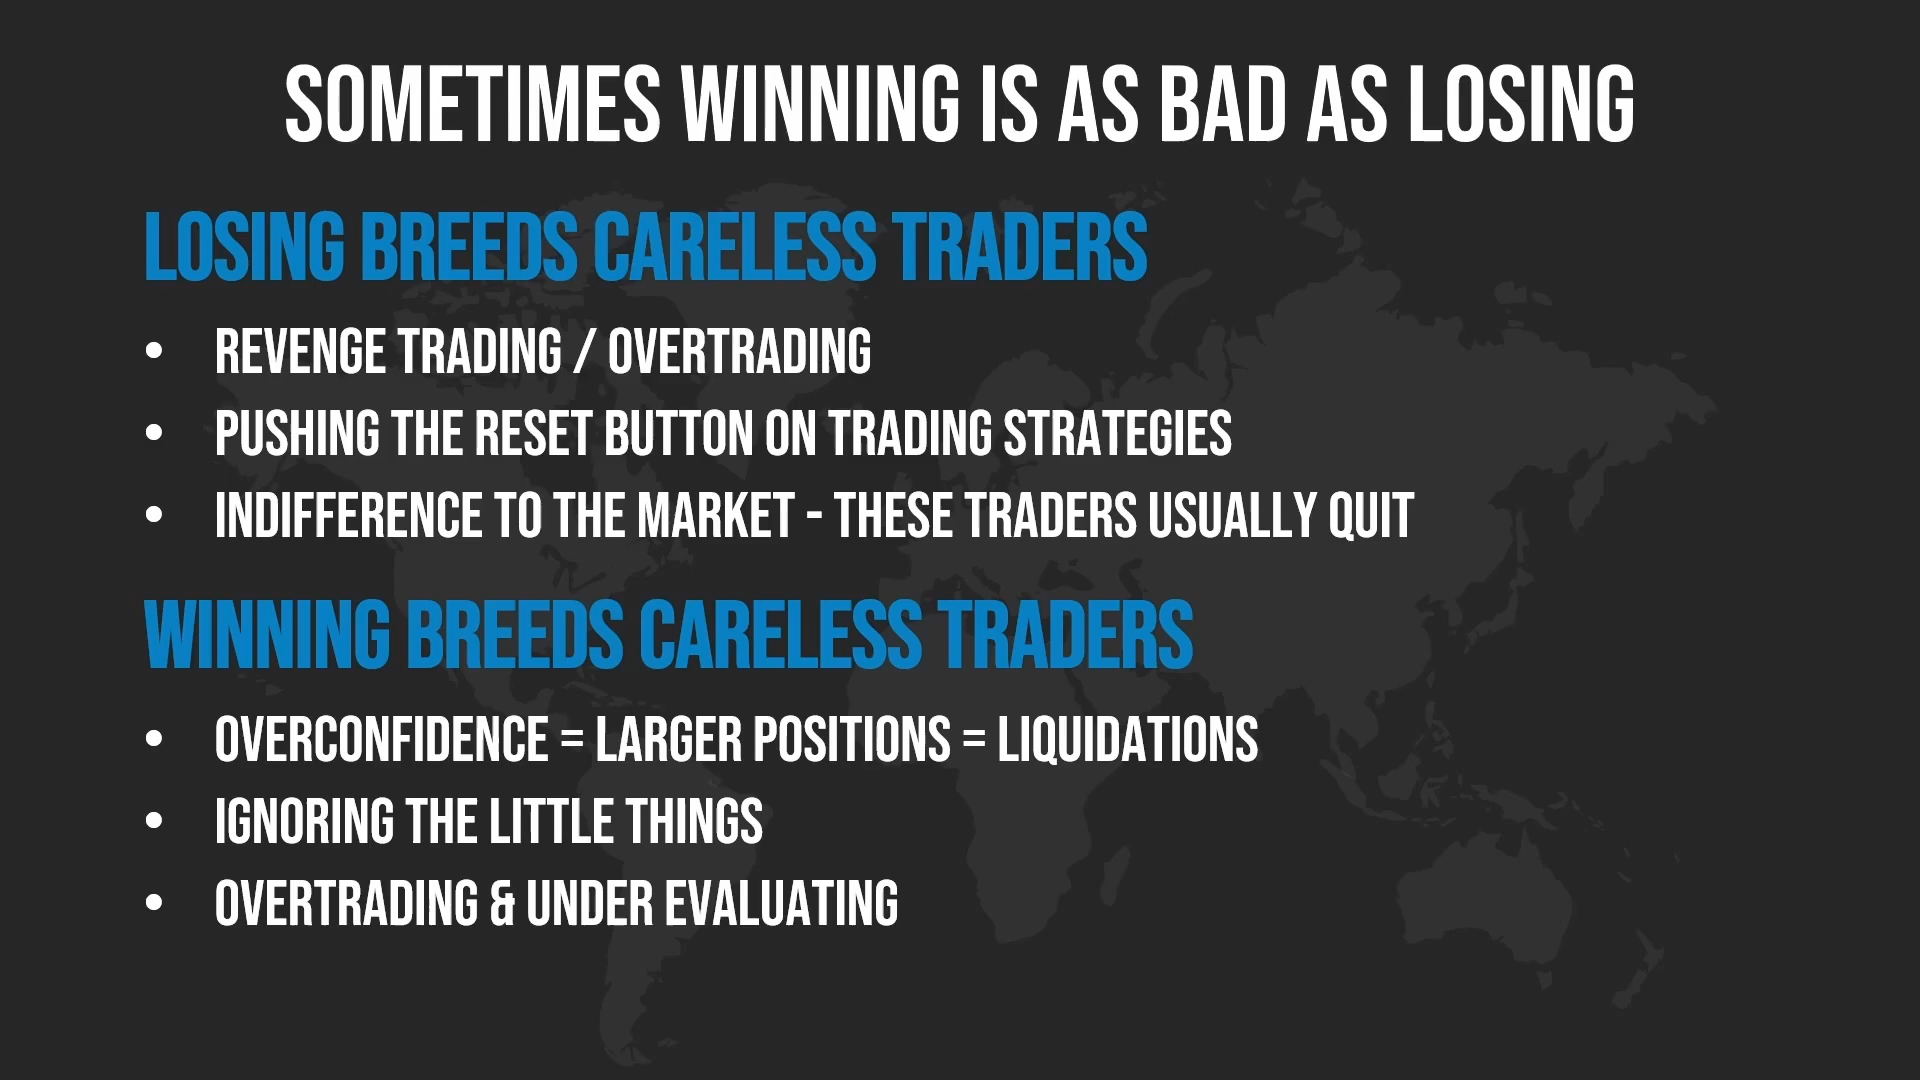 SOMETIMES WINNING IS AS BAD AS LOSING
LOSING BREEDS CARELESS TRADERS
• REVENGE TRADING / OVERTRADING
• PUSHING THE RESET BUTTON ON TRADING STRATEGIES
• INDIFFERENCE TO THE MARKET - THESE TRADERS USUALLY QUIT
WINNING BREEDS CARELESS TRADERS
• OVERCONFIDENCE = LARGER POSITIONS = LIQUIDATIONS
• IGNORING THE LITTLE THINGS
• OVERTRADING & UNDER EVALUATING